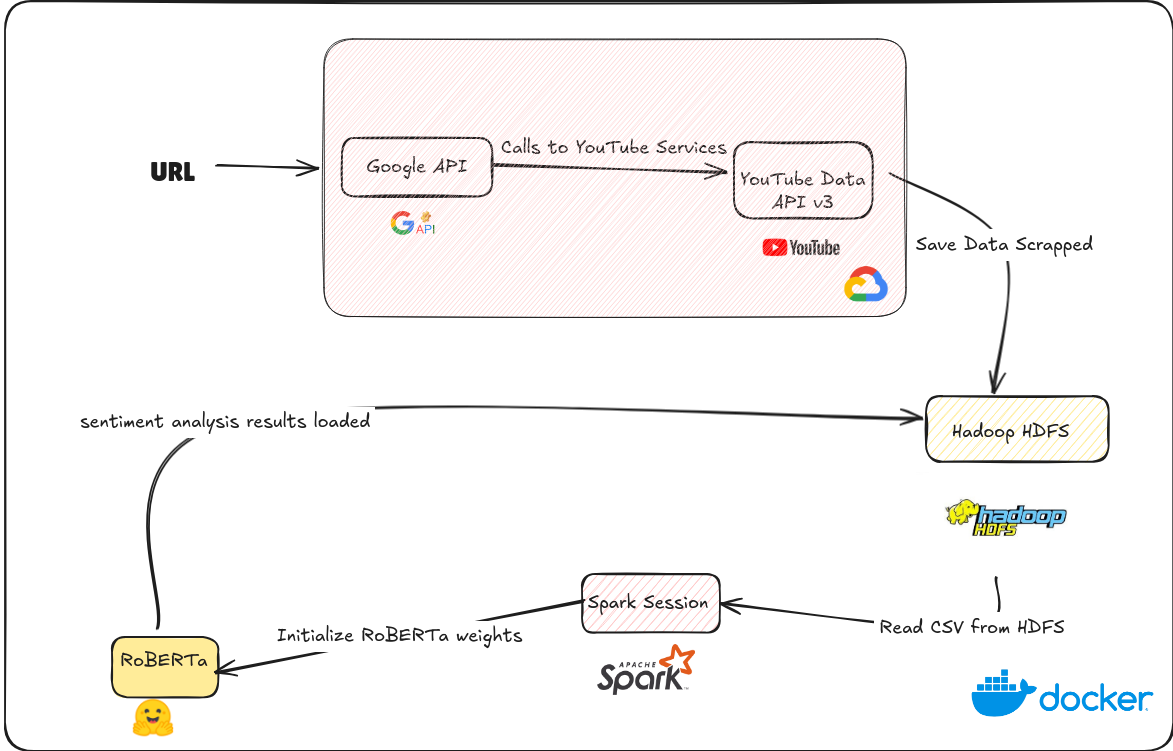 URL
Google API
Calls to YouTube Services
YouTube Data
API v3
G API
YouTube
Save Data Scrapped
sentiment analysis results loaded
Hadoop HDFS
hadoop
HDFS
Spark Session
Read CSV from HDFS
Initialize RoBERTa weights
RoBERTa
APACHE
Spark™
docker